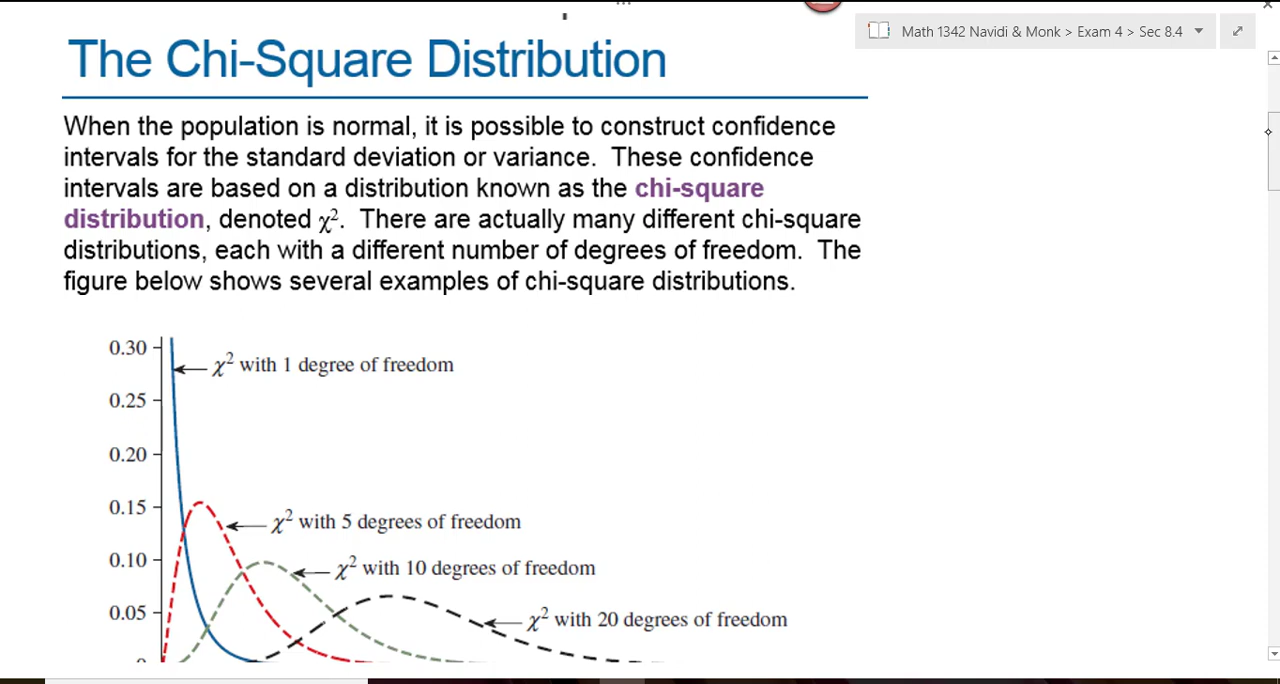 Math 1342 Navidi & Monk > Exam 4 > Sec 8.4
The Chi-Square Distribution
When the population is normal, it is possible to construct confidence
intervals for the standard deviation or variance. These confidence
intervals are based on a distribution known as the chi-square
distribution, denoted χ². There are actually many different chi-square
distributions, each with a different number of degrees of freedom. The
figure below shows several examples of chi-square distributions.
0.30
χ² with 1 degree of freedom
0.25
0.20
0.15
χ² with 5 degrees of freedom
0.10
χ² with 10 degrees of freedom
0.05
χ² with 20 degrees of freedom